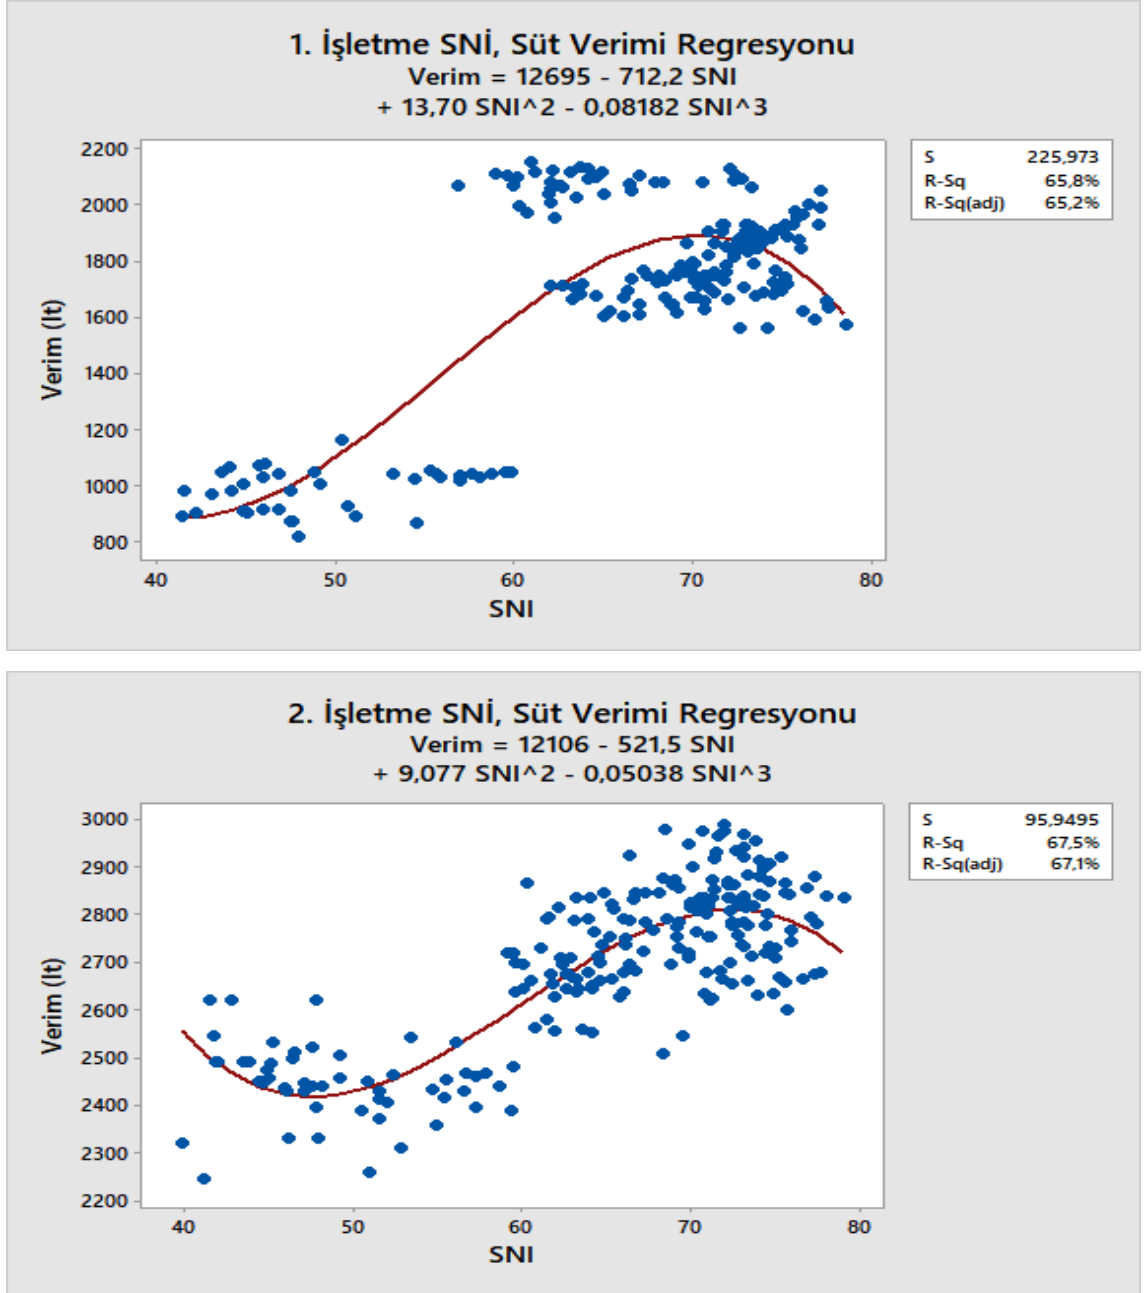 1. İşletme SNİ, Süt Verimi Regresyonu
Verim = 12695 - 712,2 SNI
+ 13,70 SNI^2 - 0,08182 SNI^3
S 225,973
R-Sq 65,8%
R-Sq(adj) 65,2%
2200
2000
1800
1600
1400
1200
1000
800
Verim (lt)
40 50 60 70 80
SNI
2. İşletme SNİ, Süt Verimi Regresyonu
Verim = 12106 - 521,5 SNI
+ 9,077 SNI^2 - 0,05038 SNI^3
S 95,9495
R-Sq 67,5%
R-Sq(adj) 67,1%
3000
2900
2800
2700
2600
2500
2400
2300
2200
Verim (lt)
40 50 60 70 80
SNI